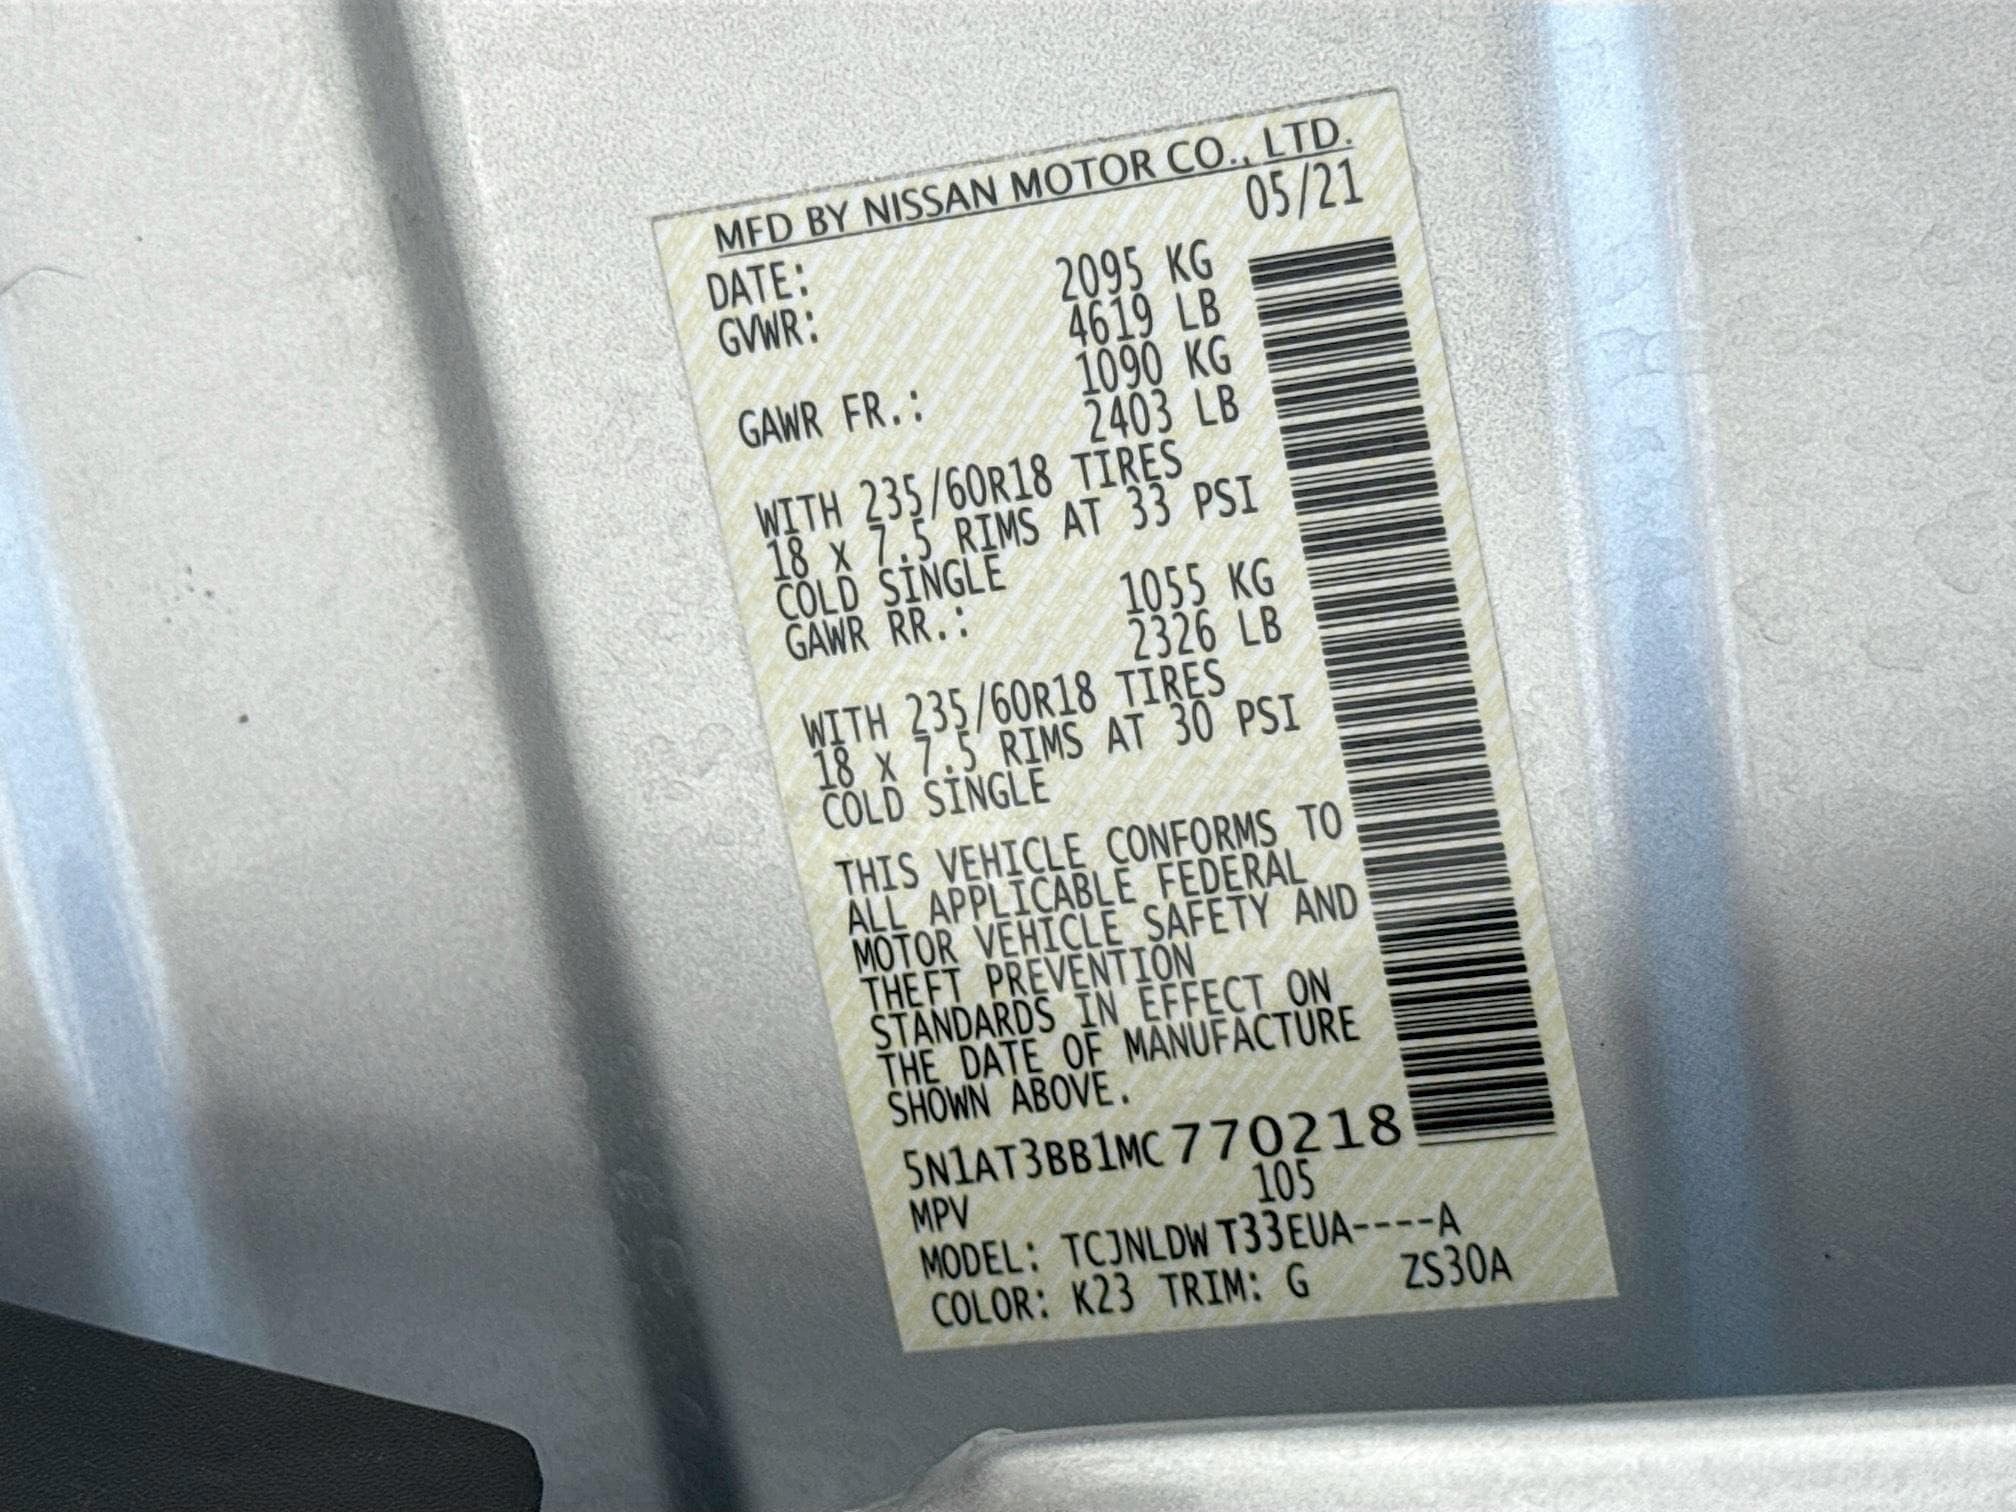 MFD BY NISSAN MOTOR CO., LTD.
DATE: 05/21
GVWR: 2095 KG
4619 LB
GAWR FR.: 1090 KG
2403 LB
WITH 235/60R18 TIRES
18 x 7.5 RIMS AT 33 PSI
COLD SINGLE
GAWR RR.: 1055 KG
2326 LB
WITH 235/60R18 TIRES
18 x 7.5 RIMS AT 30 PSI
COLD SINGLE
THIS VEHICLE CONFORMS TO
ALL APPLICABLE FEDERAL
MOTOR VEHICLE SAFETY AND
THEFT PREVENTION
STANDARDS IN EFFECT ON
THE DATE OF MANUFACTURE
SHOWN ABOVE.
5N1AT3BB1MC770218
MPV 105
MODEL: TCJNLDW T33EUA----A
COLOR: K23 TRIM: G ZS30A